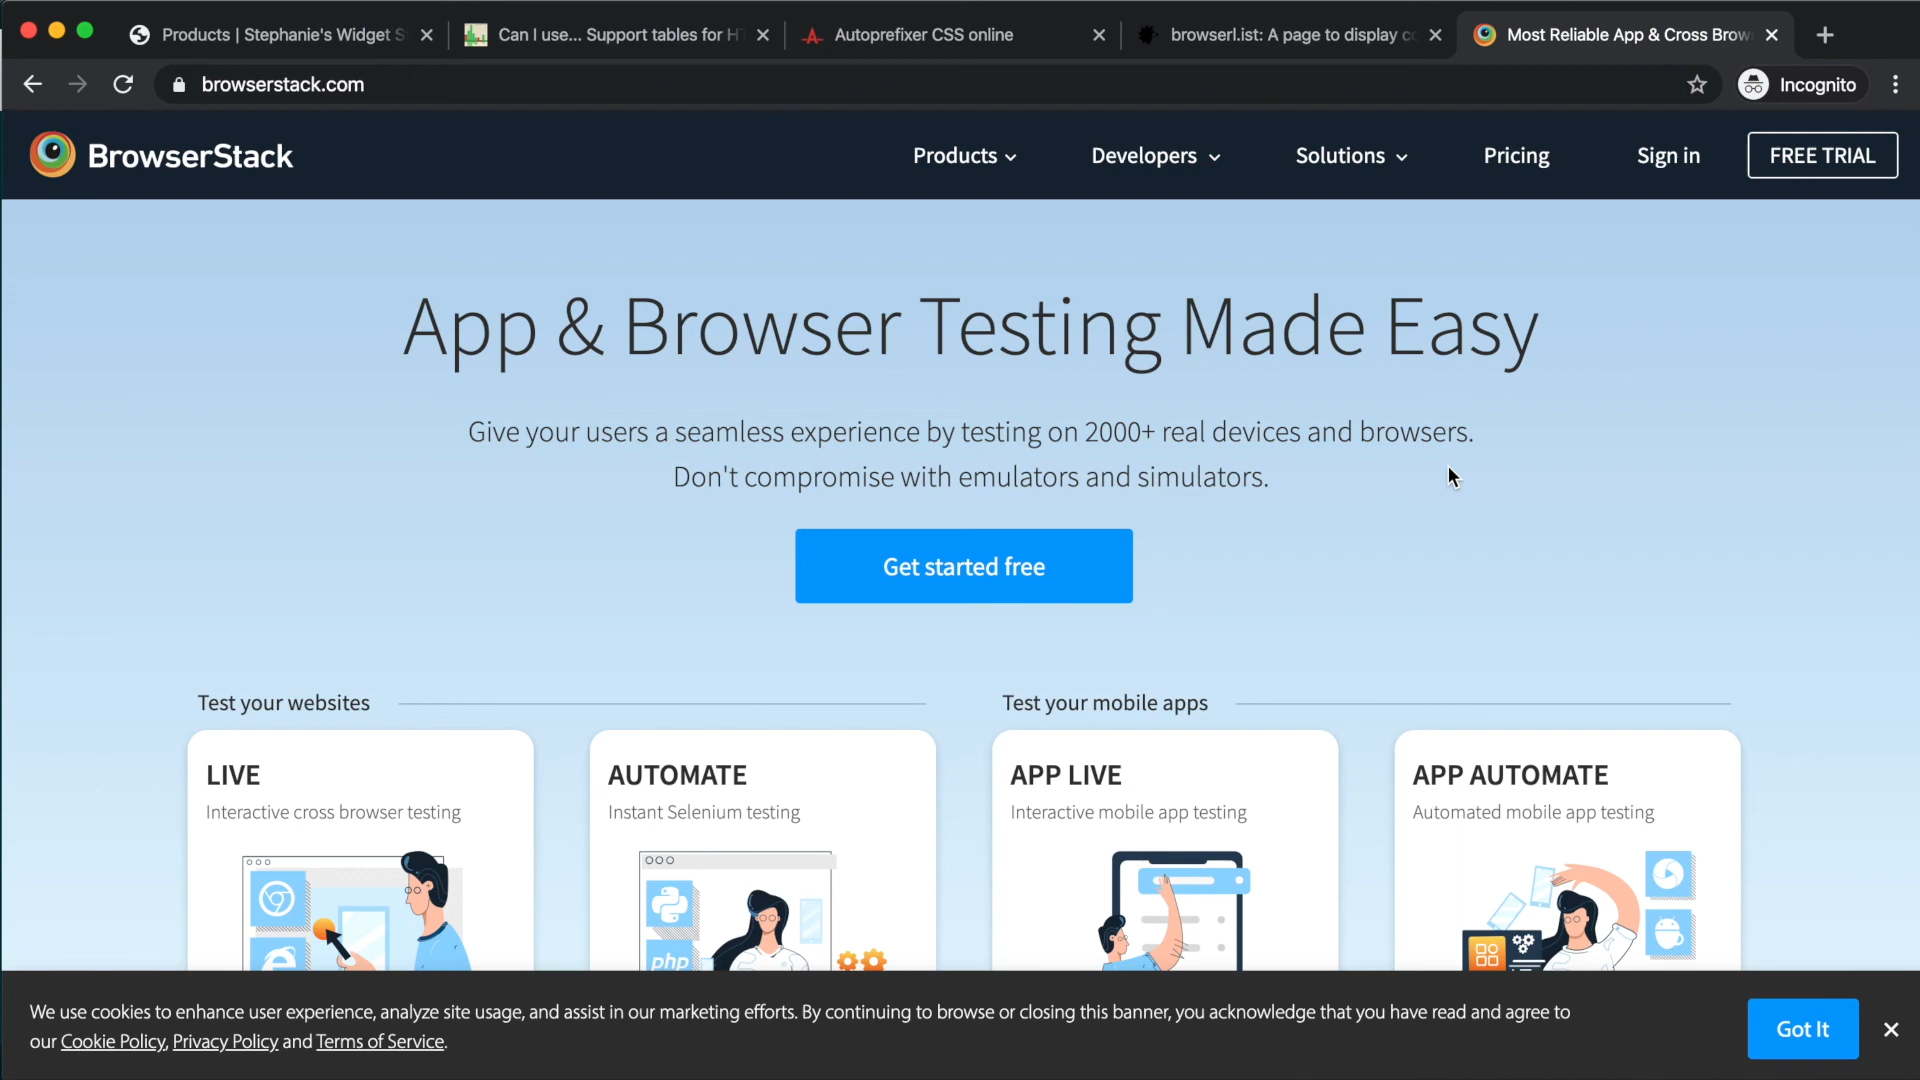 Products | Stephanie's Widget S
Can I use... Support tables for HT
Autoprefixer CSS online
browserl.ist: A page to display co
Most Reliable App & Cross Brow
browserstack.com
Incognito
BrowserStack
Products
Developers
Solutions
Pricing
Sign in
FREE TRIAL
App & Browser Testing Made Easy
Give your users a seamless experience by testing on 2000+ real devices and browsers.
Don't compromise with emulators and simulators.
Get started free
Test your websites
Test your mobile apps
LIVE
Interactive cross browser testing
AUTOMATE
Instant Selenium testing
php
APP LIVE
Interactive mobile app testing
APP AUTOMATE
Automated mobile app testing
We use cookies to enhance user experience, analyze site usage, and assist in our marketing efforts. By continuing to browse or closing this banner, you acknowledge that you have read and agree to
our Cookie Policy, Privacy Policy and Terms of Service.
Got It